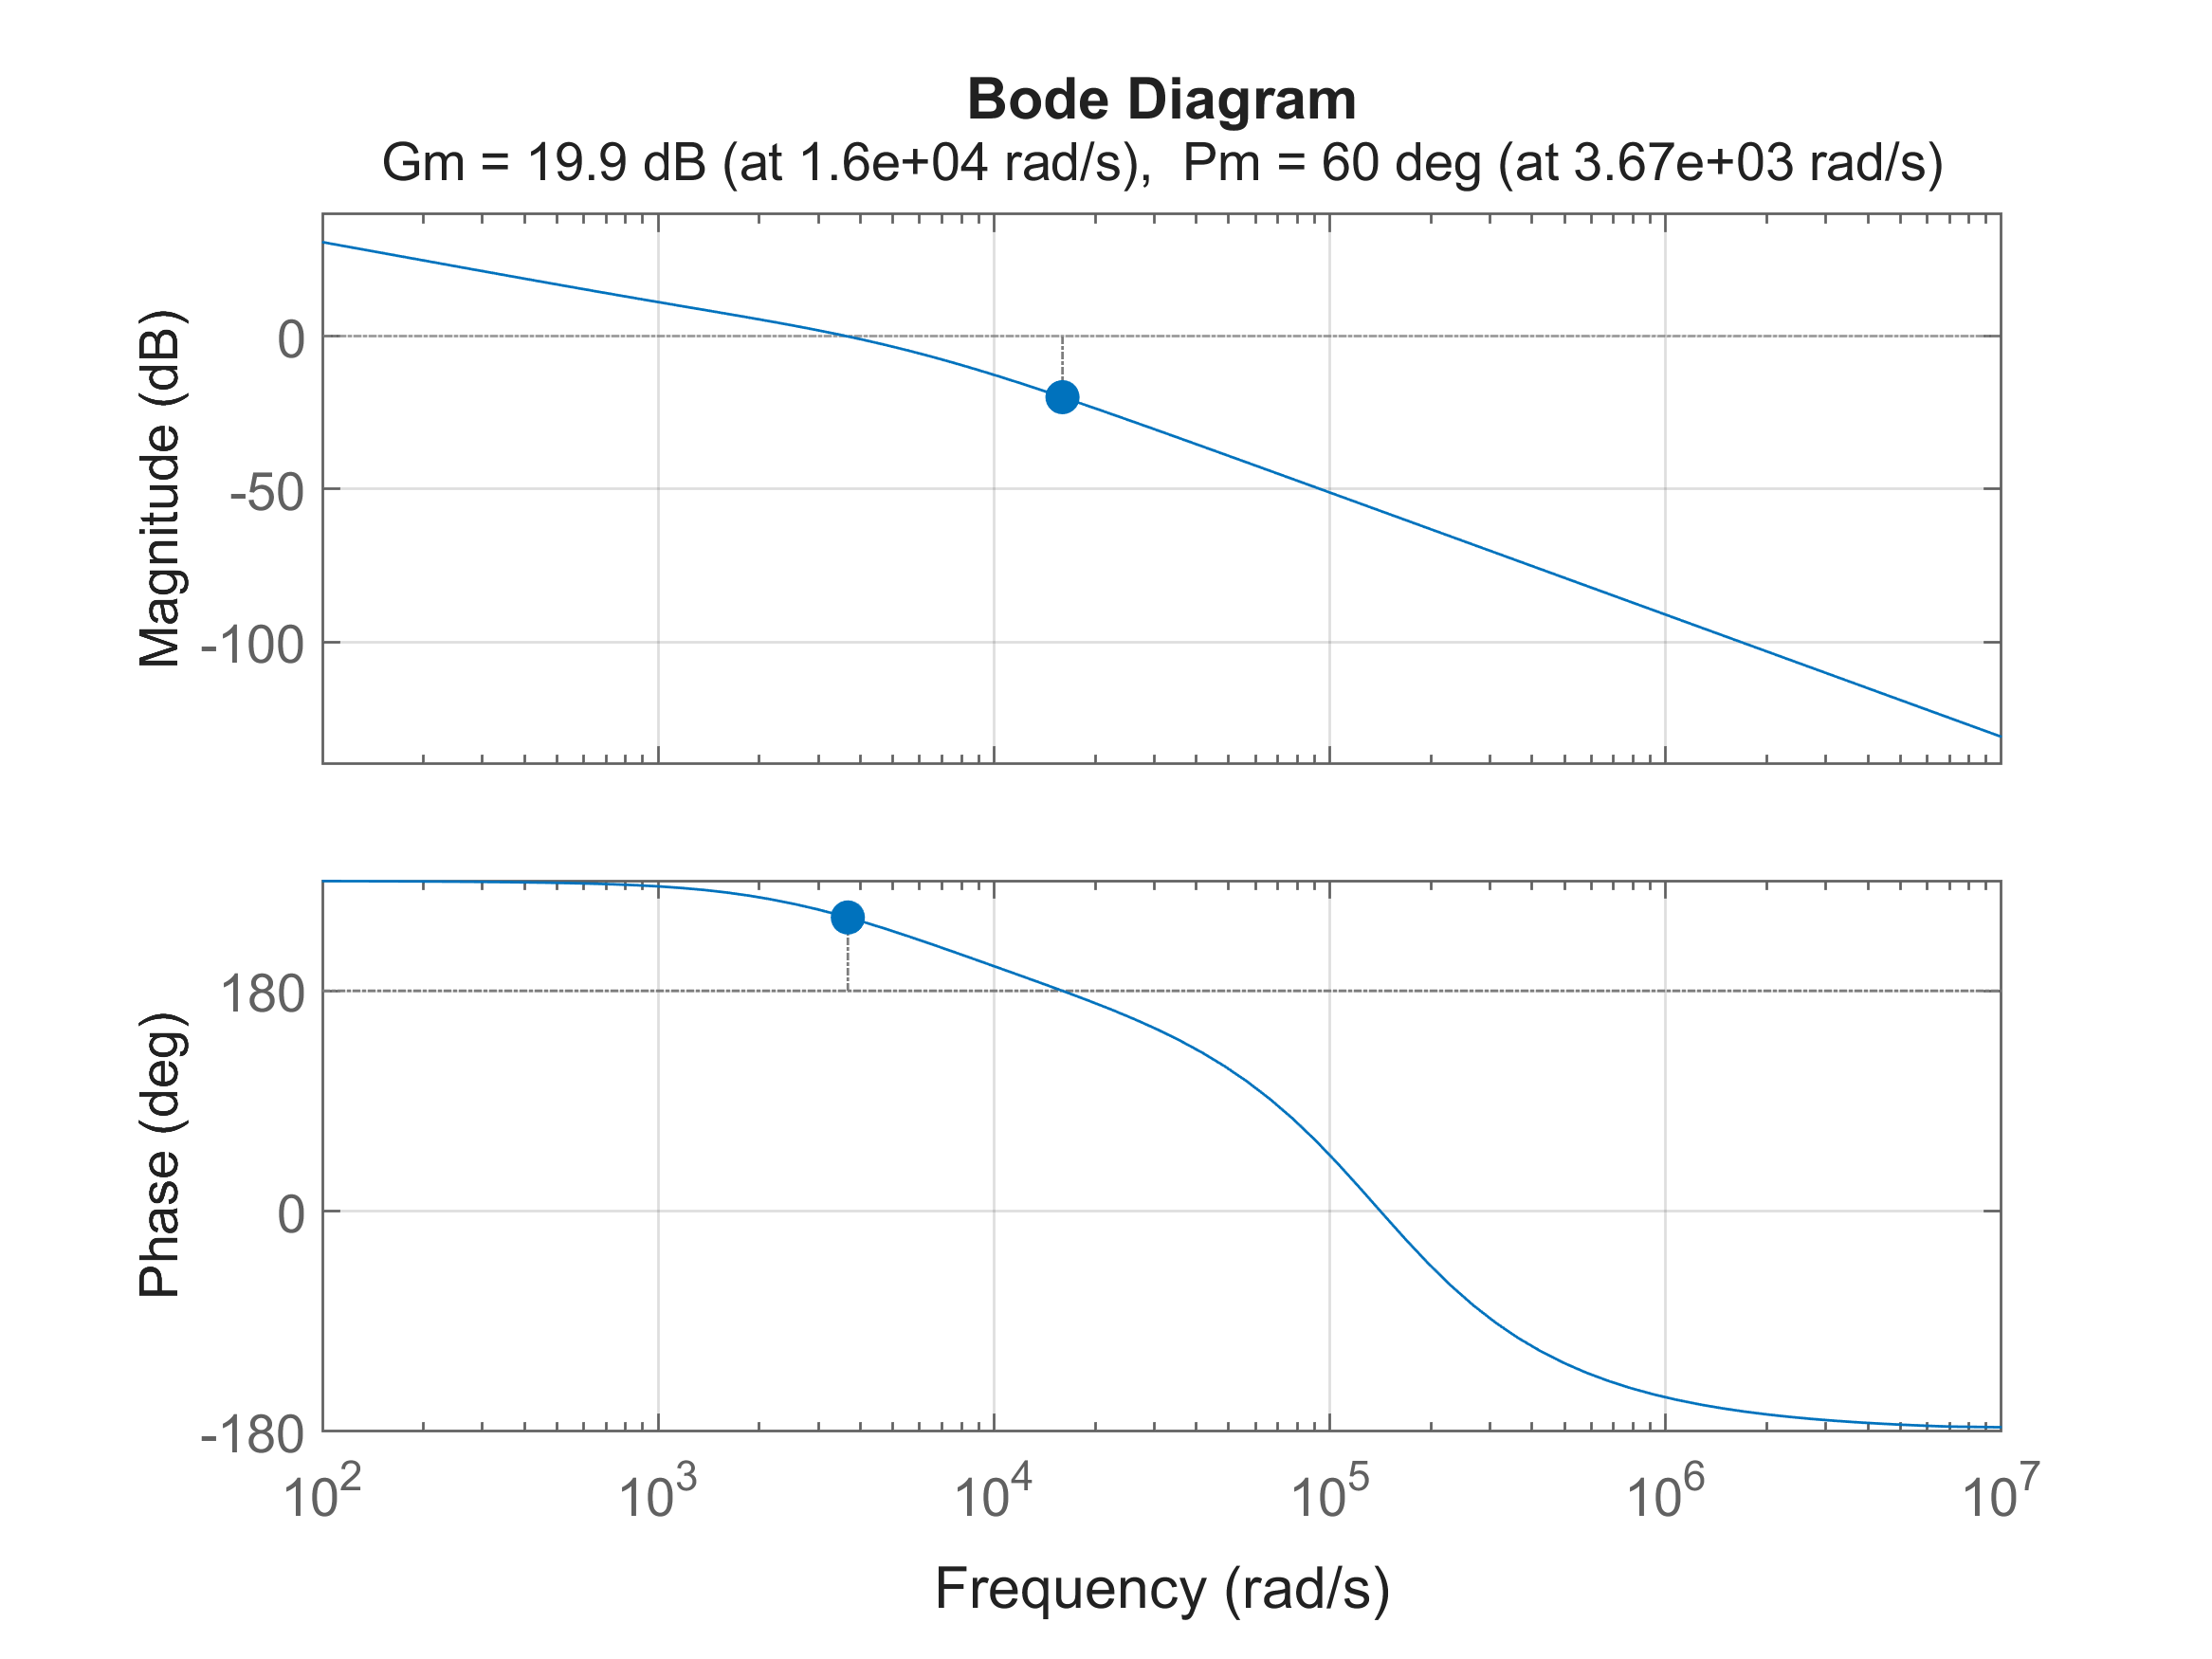 Bode Diagram
Gm = 19.9 dB (at 1.6e+04 rad/s),  Pm = 60 deg (at 3.67e+03 rad/s)
Magnitude (dB)
0
-50
-100
Phase (deg)
180
0
-180
10^2 10^3 10^4 10^5 10^6 10^7
Frequency (rad/s)